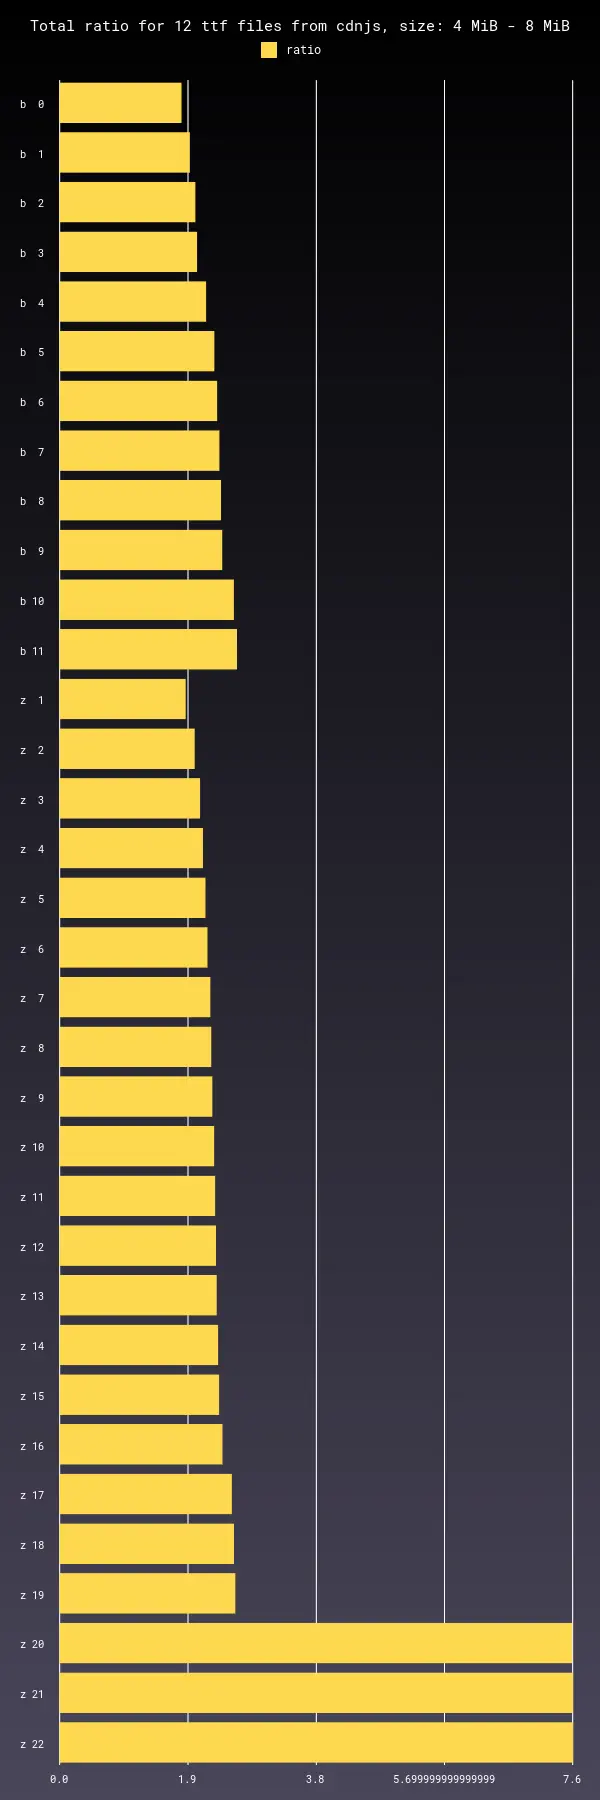 Total ratio for 12 ttf files from cdnjs, size: 4 MiB - 8 MiB
ratio
b 0
b 1
b 2
b 3
b 4
b 5
b 6
b 7
b 8
b 9
b 10
b 11
z 1
z 2
z 3
z 4
z 5
z 6
z 7
z 8
z 9
z 10
z 11
z 12
z 13
z 14
z 15
z 16
z 17
z 18
z 19
z 20
z 21
z 22
0.0 1.9 3.8 5.699999999999999 7.6